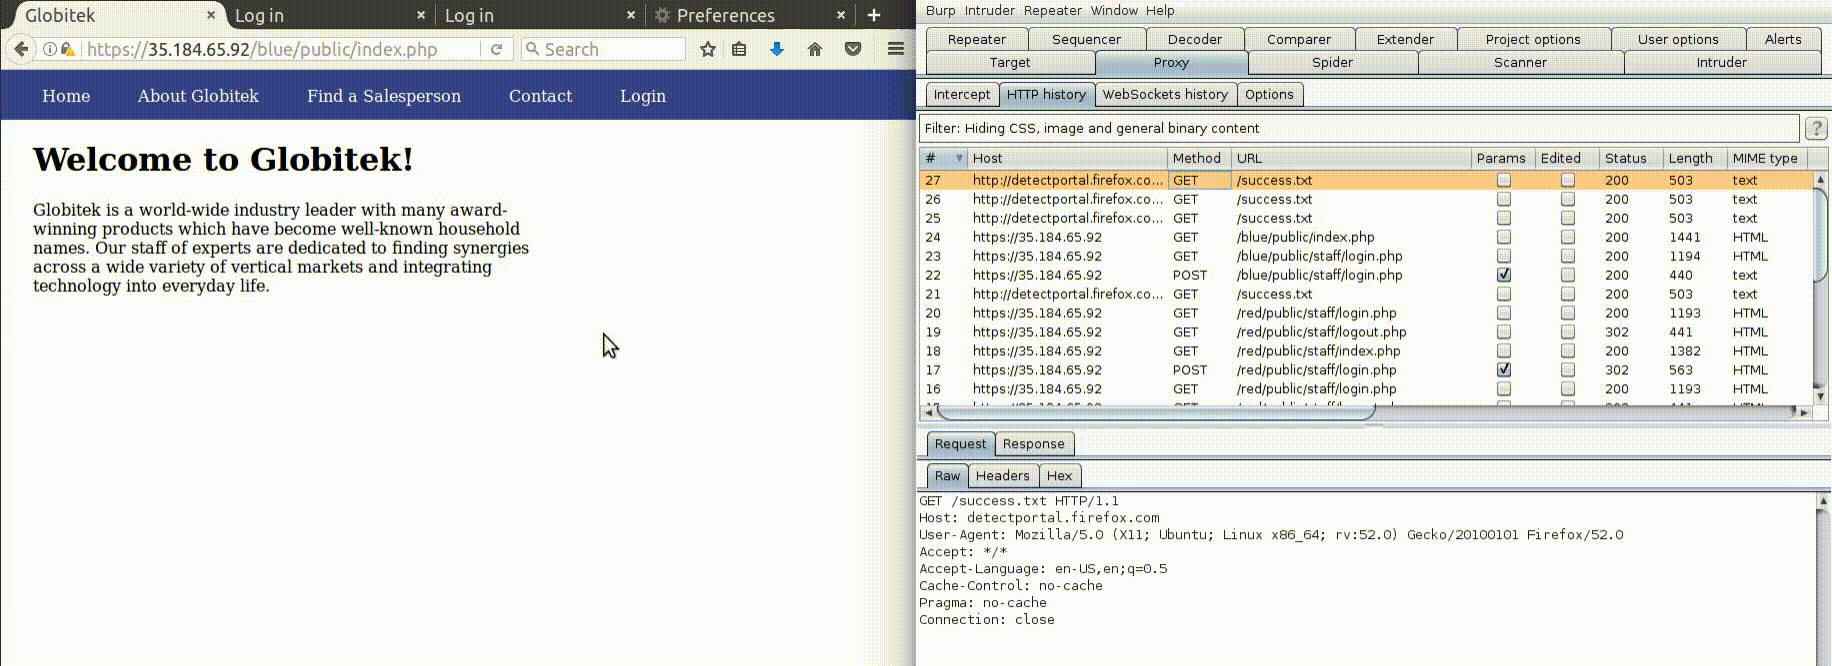 Globitek × Log in × Log in × Preferences × +
https://35.184.65.92/blue/public/index.php Search
Home About Globitek Find a Salesperson Contact Login
Welcome to Globitek!
Globitek is a world-wide industry leader with many award-
winning products which have become well-known household
names. Our staff of experts are dedicated to finding synergies
across a wide variety of vertical markets and integrating
technology into everyday life.
Burp Intruder Repeater Window Help
Repeater Sequencer Decoder Comparer Extender Project options User options Alerts
Target Proxy Spider Scanner Intruder
Intercept HTTP history WebSockets history Options
Filter: Hiding CSS, image and general binary content ?
# Host Method URL Params Edited Status Length MIME type
27 http://detectportal.firefox.co... GET /success.txt 200 503 text
26 http://detectportal.firefox.co... GET /success.txt 200 503 text
25 http://detectportal.firefox.co... GET /success.txt 200 503 text
24 https://35.184.65.92 GET /blue/public/index.php 200 1441 HTML
23 https://35.184.65.92 GET /blue/public/staff/login.php 200 1194 HTML
22 https://35.184.65.92 POST /blue/public/staff/login.php 200 440 text
21 http://detectportal.firefox.co... GET /success.txt 200 503 text
20 https://35.184.65.92 GET /red/public/staff/login.php 200 1193 HTML
19 https://35.184.65.92 GET /red/public/staff/logout.php 302 441 HTML
18 https://35.184.65.92 GET /red/public/staff/index.php 200 1382 HTML
17 https://35.184.65.92 POST /red/public/staff/login.php 302 563 HTML
16 https://35.184.65.92 GET /red/public/staff/login.php 200 1193 HTML
Request Response
Raw Headers Hex
GET /success.txt HTTP/1.1
Host: detectportal.firefox.com
User-Agent: Mozilla/5.0 (X11; Ubuntu; Linux x86_64; rv:52.0) Gecko/20100101 Firefox/52.0
Accept: */*
Accept-Language: en-US,en;q=0.5
Cache-Control: no-cache
Pragma: no-cache
Connection: close